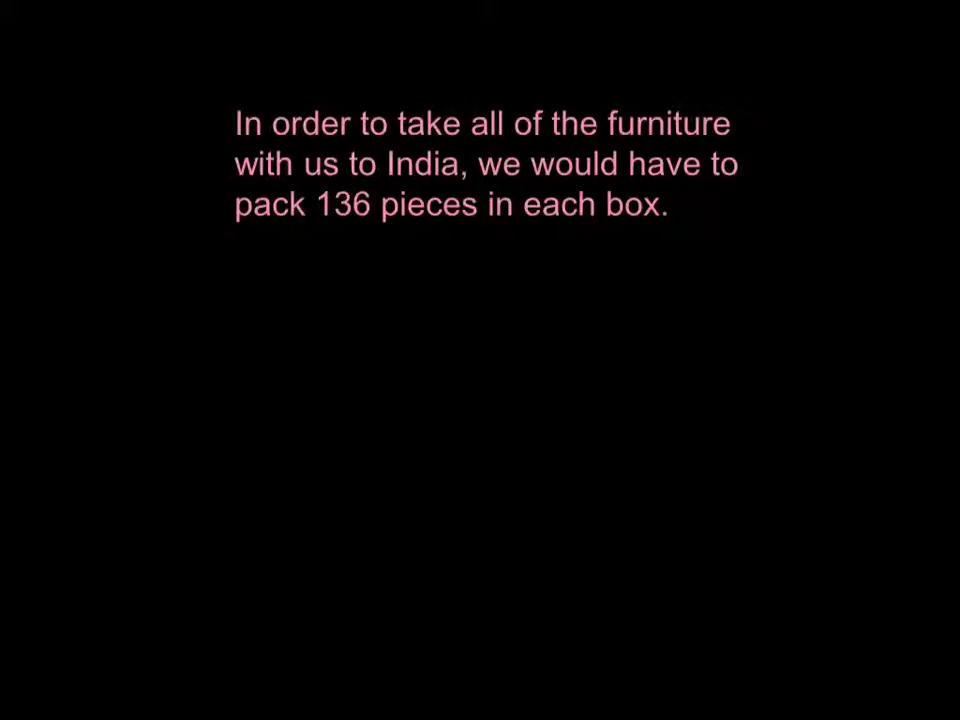 In order to take all of the furniture
with us to India, we would have to
pack 136 pieces in each box.